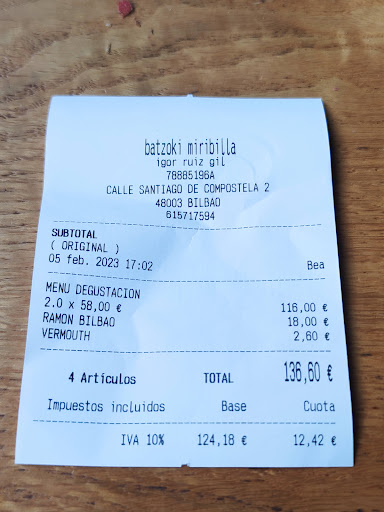 batzoki miribilla
igor ruiz gil
78885196A
CALLE SANTIAGO DE COMPOSTELA 2
48003 BILBAO
615717594
SUBTOTAL
( ORIGINAL )
05 feb. 2023 17:02 Bea
MENU DEGUSTACION
2.0 x 58,00 € 116,00 €
RAMON BILBAO 18,00 €
VERMOUTH 2,60 €
4 Artículos TOTAL 136,60 €
Impuestos incluidos Base Cuota
IVA 10% 124,18 € 12,42 €